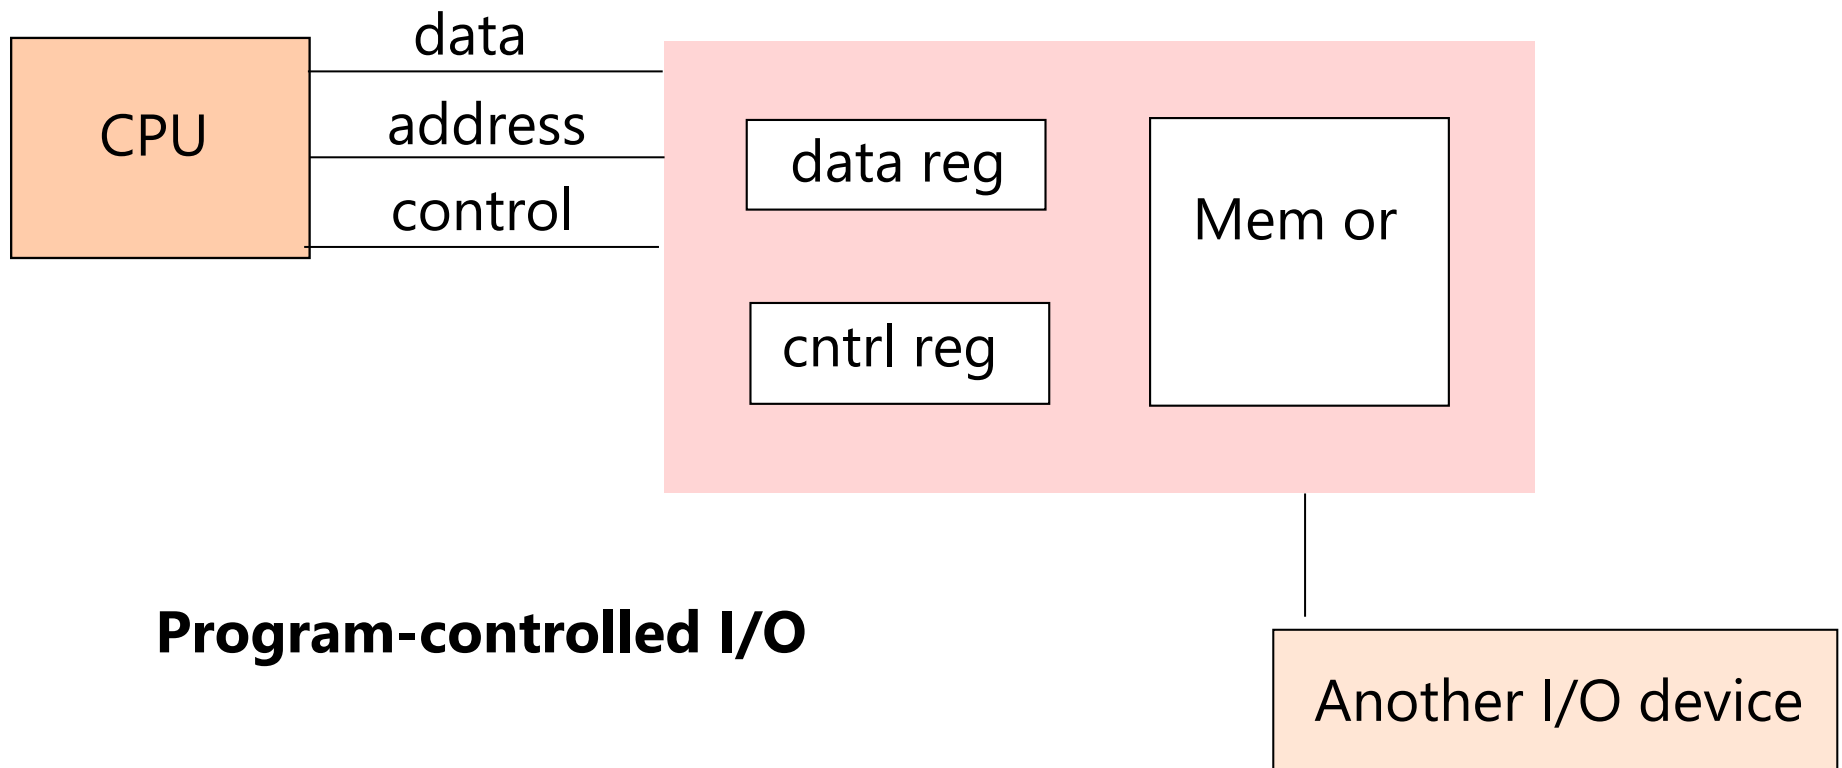 data
CPU
address
control
data reg
Mem or
cntrl reg
Program-controlled I/O
Another I/O device